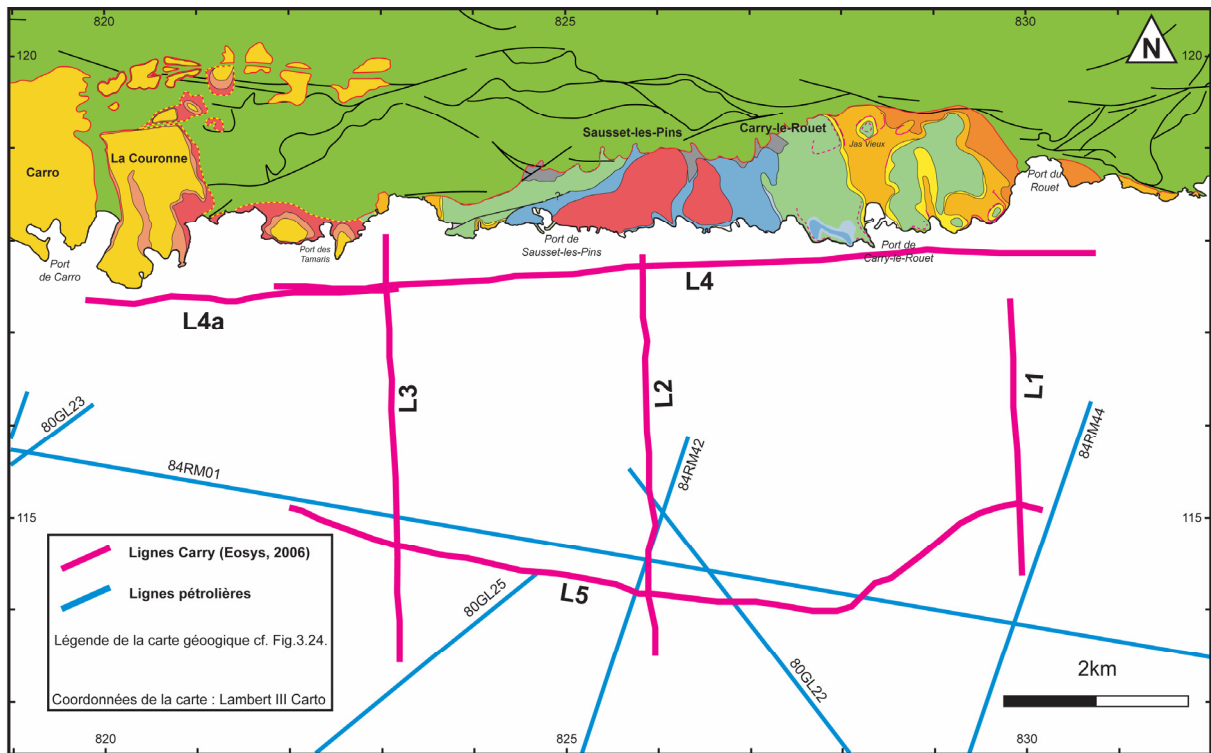 820
825
830
120
120
N
Sausset-les-Pins
Carry-le-Rouet
La Couronne
Jas Vieux
Carro
Port du
Rouet
Port des
Tamaris
Port de
Sausset-les-Pins
Port de
Carry-le-Rouet
Port
de Carro
L4
L4a
L3
L2
L1
80GL23
84RM01
84RM42
84RM44
115
115
Lignes Carry (Eosys, 2006)
Lignes pétrolières
Légende de la carte géoogique cf. Fig.3.24.
Coordonnées de la carte : Lambert III Carto
L5
80GL25
80GL22
2km
820
825
830